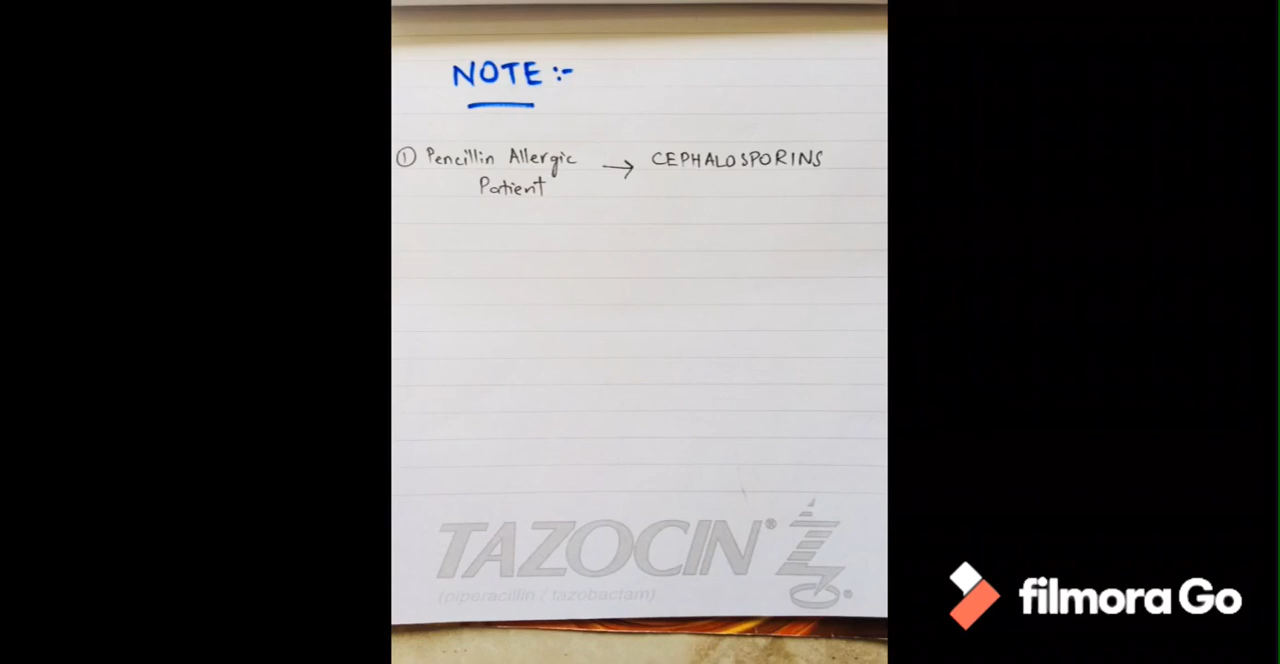 NOTE :-
① Pencillin Allergic → CEPHALOSPORINS
Patient
TAZOCIN®
(piperacillin / tazobactam)
filmora Go